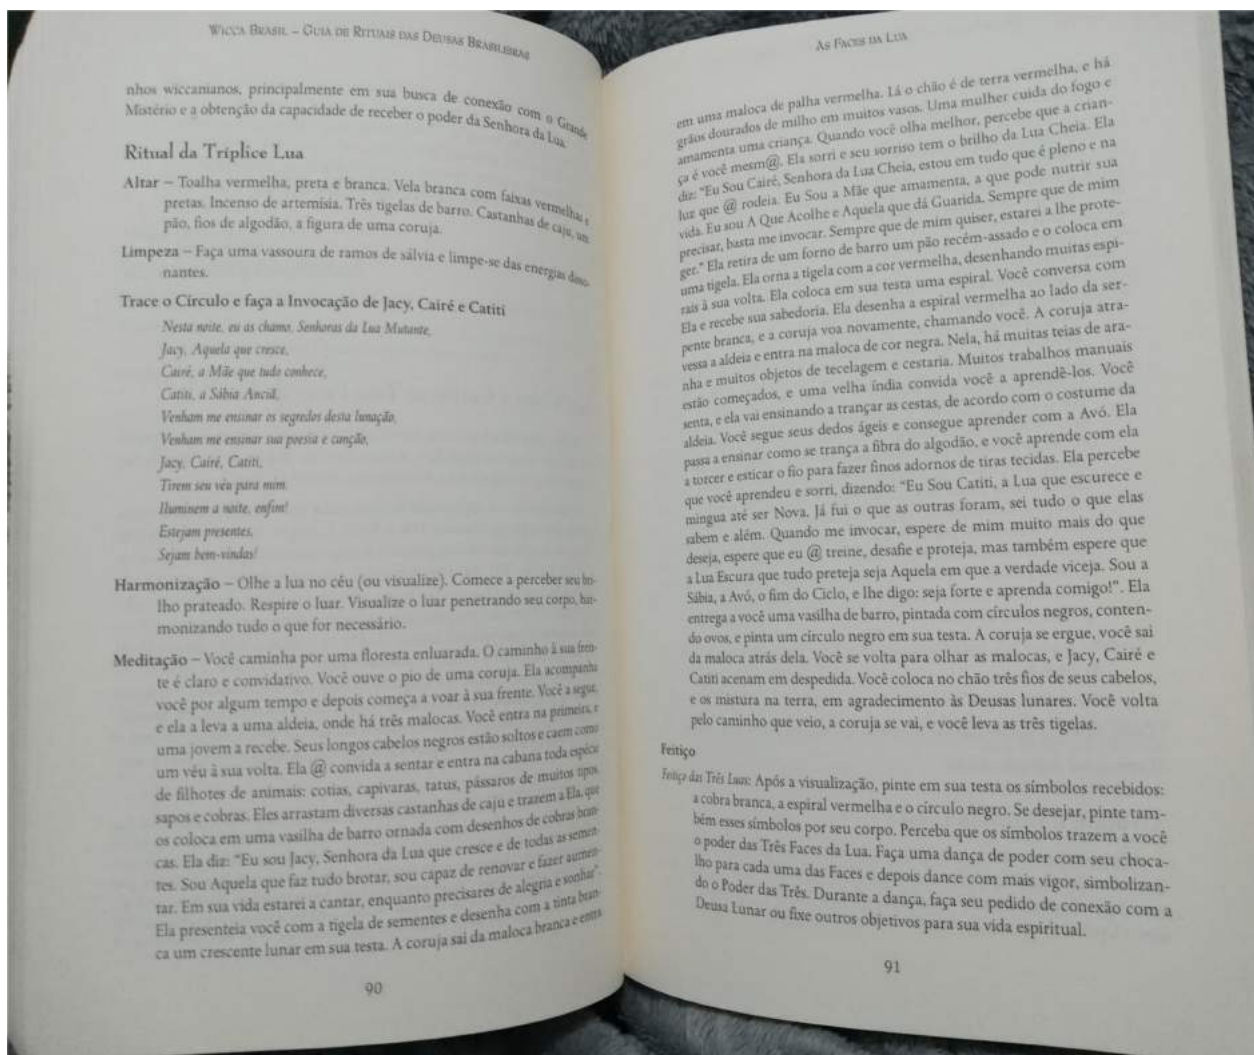 Wicca Brasil – Guia de Rituais das Deusas Brasileiras
nhos wiccanianos, principalmente em sua busca de conexão com o Grande
Mistério e a obtenção da capacidade de receber o poder da Senhora da Lua.
Ritual da Tríplice Lua
Altar – Toalha vermelha, preta e branca. Vela branca com faixas vermelhas e
pretas. Incenso de artemísia. Três tigelas de barro. Castanhas de caju, um
pão, fios de algodão, a figura de uma coruja.
Limpeza – Faça uma vassoura de ramos de sálvia e limpe-se das energias disso-
nantes.
Trace o Círculo e faça a Invocação de Jacy, Cairé e Catiti
Nesta noite, eu as chamo, Senhoras da Lua Mutante,
Jacy, Aquela que cresce,
Cairé, a Mãe que tudo conhece,
Catiti, a Sábia Anciã,
Venham me ensinar os segredos desta lunação,
Venham me ensinar sua poesia e canção,
Jacy, Cairé, Catiti,
Tirem seu véu para mim.
Iluminem a noite, enfim!
Estejam presentes,
Sejam bem-vindas!
Harmonização – Olhe a lua no céu (ou visualize). Comece a perceber seu bri-
lho prateado. Respire o luar. Visualize o luar penetrando seu corpo, har-
monizando tudo o que for necessário.
Meditação – Você caminha por uma floresta enluarada. O caminho à sua fren-
te é claro e convidativo. Você ouve o pio de uma coruja. Ela acompanha
você por algum tempo e depois começa a voar à sua frente. Você a segue,
e ela a leva a uma aldeia, onde há três malocas. Você entra na primeira, e
uma jovem a recebe. Seus longos cabelos negros estão soltos e caem como
um véu à sua volta. Ela @ convida a sentar e entra na cabana toda espécie
de filhotes de animais: cotias, capivaras, tatus, pássaros de muitos tipos,
sapos e cobras. Eles arrastam diversas castanhas de caju e trazem a Ela, que
os coloca em uma vasilha de barro ornada com desenhos de cobras bran-
cas. Ela diz: “Eu sou Jacy, Senhora da Lua que cresce e de todas as semen-
tes. Sou Aquela que faz tudo brotar, sou capaz de renovar e fazer aumen-
tar. Em sua vida estarei a cantar, enquanto precisares de alegria e sonhar”.
Ela presenteia você com a tigela de sementes e desenha com a tinta bran-
ca um crescente lunar em sua testa. A coruja sai da maloca branca e entra
90
As Faces da Lua
em uma maloca de palha vermelha. Lá o chão é de terra vermelha, e há
grãos dourados de milho em muitos vasos. Uma mulher cuida do fogo e
amamenta uma criança. Quando você olha melhor, percebe que a crian-
ça é você mesm@. Ela sorri e seu sorriso tem o brilho da Lua Cheia. Ela
diz: “Eu Sou Cairé, Senhora da Lua Cheia, estou em tudo que é pleno e na
luz que @ rodeia. Eu Sou a Mãe que amamenta, a que pode nutrir sua
vida. Eu sou A Que Acolhe e Aquela que dá Guarida. Sempre que de mim
precisar, basta me invocar. Sempre que de mim quiser, estarei a lhe prote-
ger.” Ela retira de um forno de barro um pão recém-assado e o coloca em
uma tigela. Ela orna a tigela com a cor vermelha, desenhando muitas espi-
rais à sua volta. Ela coloca em sua testa uma espiral. Você conversa com
Ela e recebe sua sabedoria. Ela desenha a espiral vermelha ao lado da ser-
pente branca, e a coruja voa novamente, chamando você. A coruja atra-
vessa a aldeia e entra na maloca de cor negra. Nela, há muitas teias de ara-
nha e muitos objetos de tecelagem e cestaria. Muitos trabalhos manuais
estão começados, e uma velha índia convida você a aprendê-los. Você
senta, e ela vai ensinando a trançar as cestas, de acordo com o costume da
aldeia. Você segue seus dedos ágeis e consegue aprender com a Avó. Ela
passa a ensinar como se trança a fibra do algodão, e você aprende com ela
a torcer e esticar o fio para fazer finos adornos de tiras tecidas. Ela percebe
que você aprendeu e sorri, dizendo: “Eu Sou Catiti, a Lua que escurece e
mingua até ser Nova. Já fui o que as outras foram, sei tudo o que elas
sabem e além. Quando me invocar, espere de mim muito mais do que
deseja, espere que eu @ treine, desafie e proteja, mas também espere que
a Lua Escura que tudo preteja seja Aquela em que a verdade viceja. Sou a
Sábia, a Avó, o fim do Ciclo, e lhe digo: seja forte e aprenda comigo!”. Ela
entrega a você uma vasilha de barro, pintada com círculos negros, conten-
do ovos, e pinta um círculo negro em sua testa. A coruja se ergue, você sai
da maloca atrás dela. Você se volta para olhar as malocas, e Jacy, Cairé e
Catiti acenam em despedida. Você coloca no chão três fios de seus cabelos,
e os mistura na terra, em agradecimento às Deusas lunares. Você volta
pelo caminho que veio, a coruja se vai, e você leva as três tigelas.
Feitiço
Feitiço das Três Luas: Após a visualização, pinte em sua testa os símbolos recebidos:
a cobra branca, a espiral vermelha e o círculo negro. Se desejar, pinte tam-
bém esses símbolos por seu corpo. Perceba que os símbolos trazem a você
o poder das Três Faces da Lua. Faça uma dança de poder com seu choca-
lho para cada uma das Faces e depois dance com mais vigor, simbolizan-
do o Poder das Três. Durante a dança, faça seu pedido de conexão com a
Deusa Lunar ou fixe outros objetivos para sua vida espiritual.
91